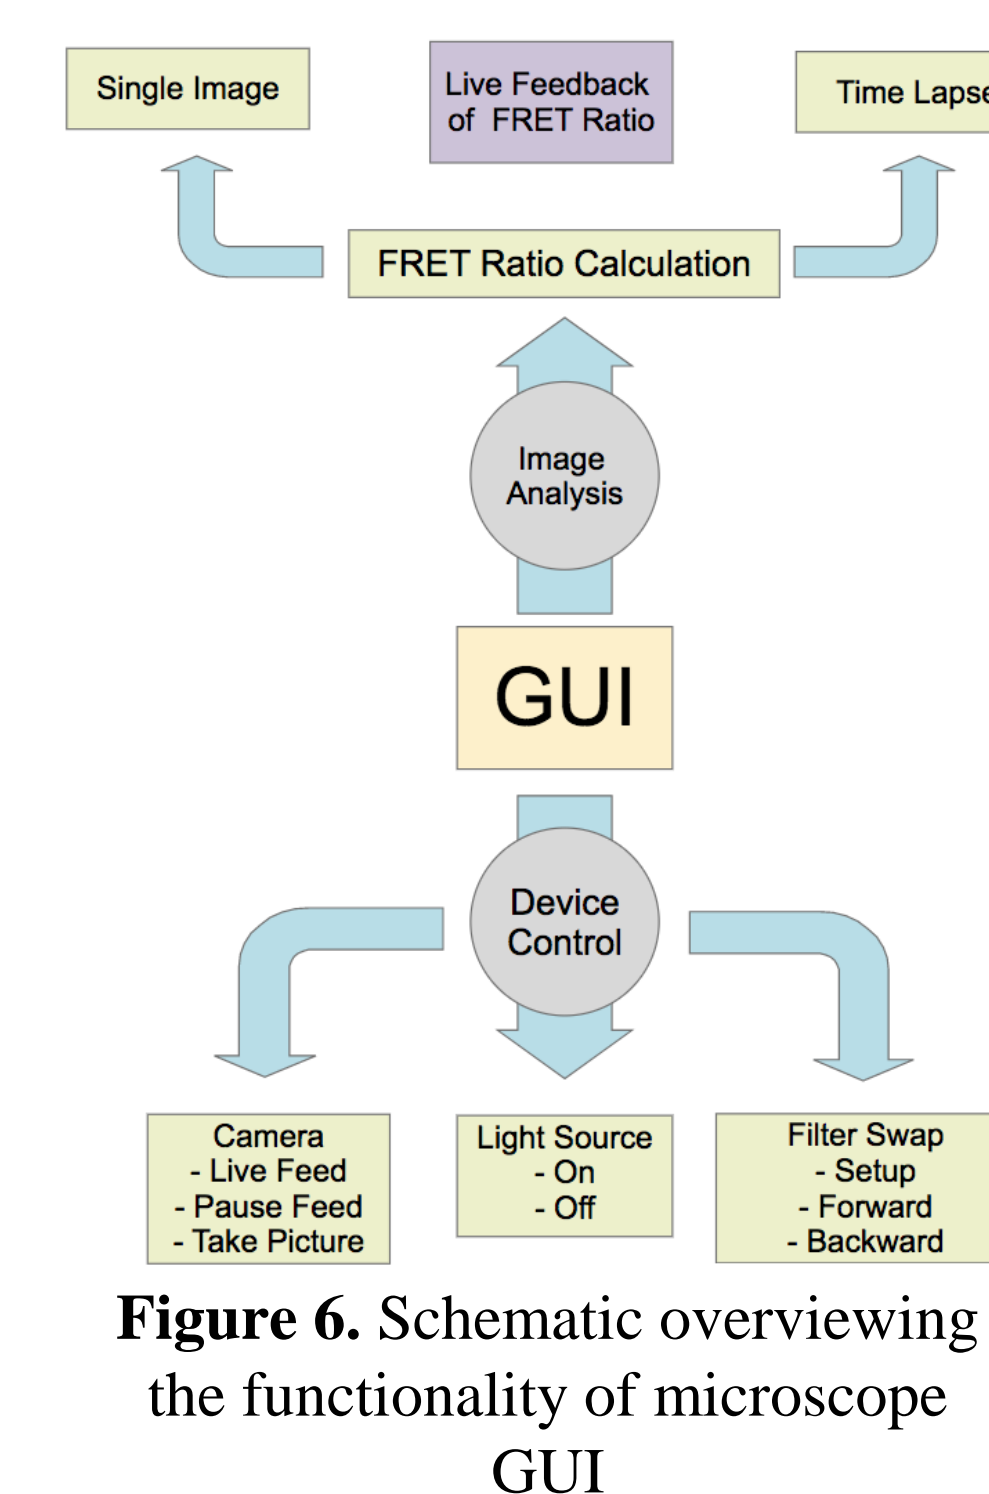 Single Image
Live Feedback
of FRET Ratio
Time Lapse
FRET Ratio Calculation
Image
Analysis
GUI
Device
Control
Camera
- Live Feed
- Pause Feed
- Take Picture
Light Source
- On
- Off
Filter Swap
- Setup
- Forward
- Backward
Figure 6. Schematic overviewing
the functionality of microscope
GUI